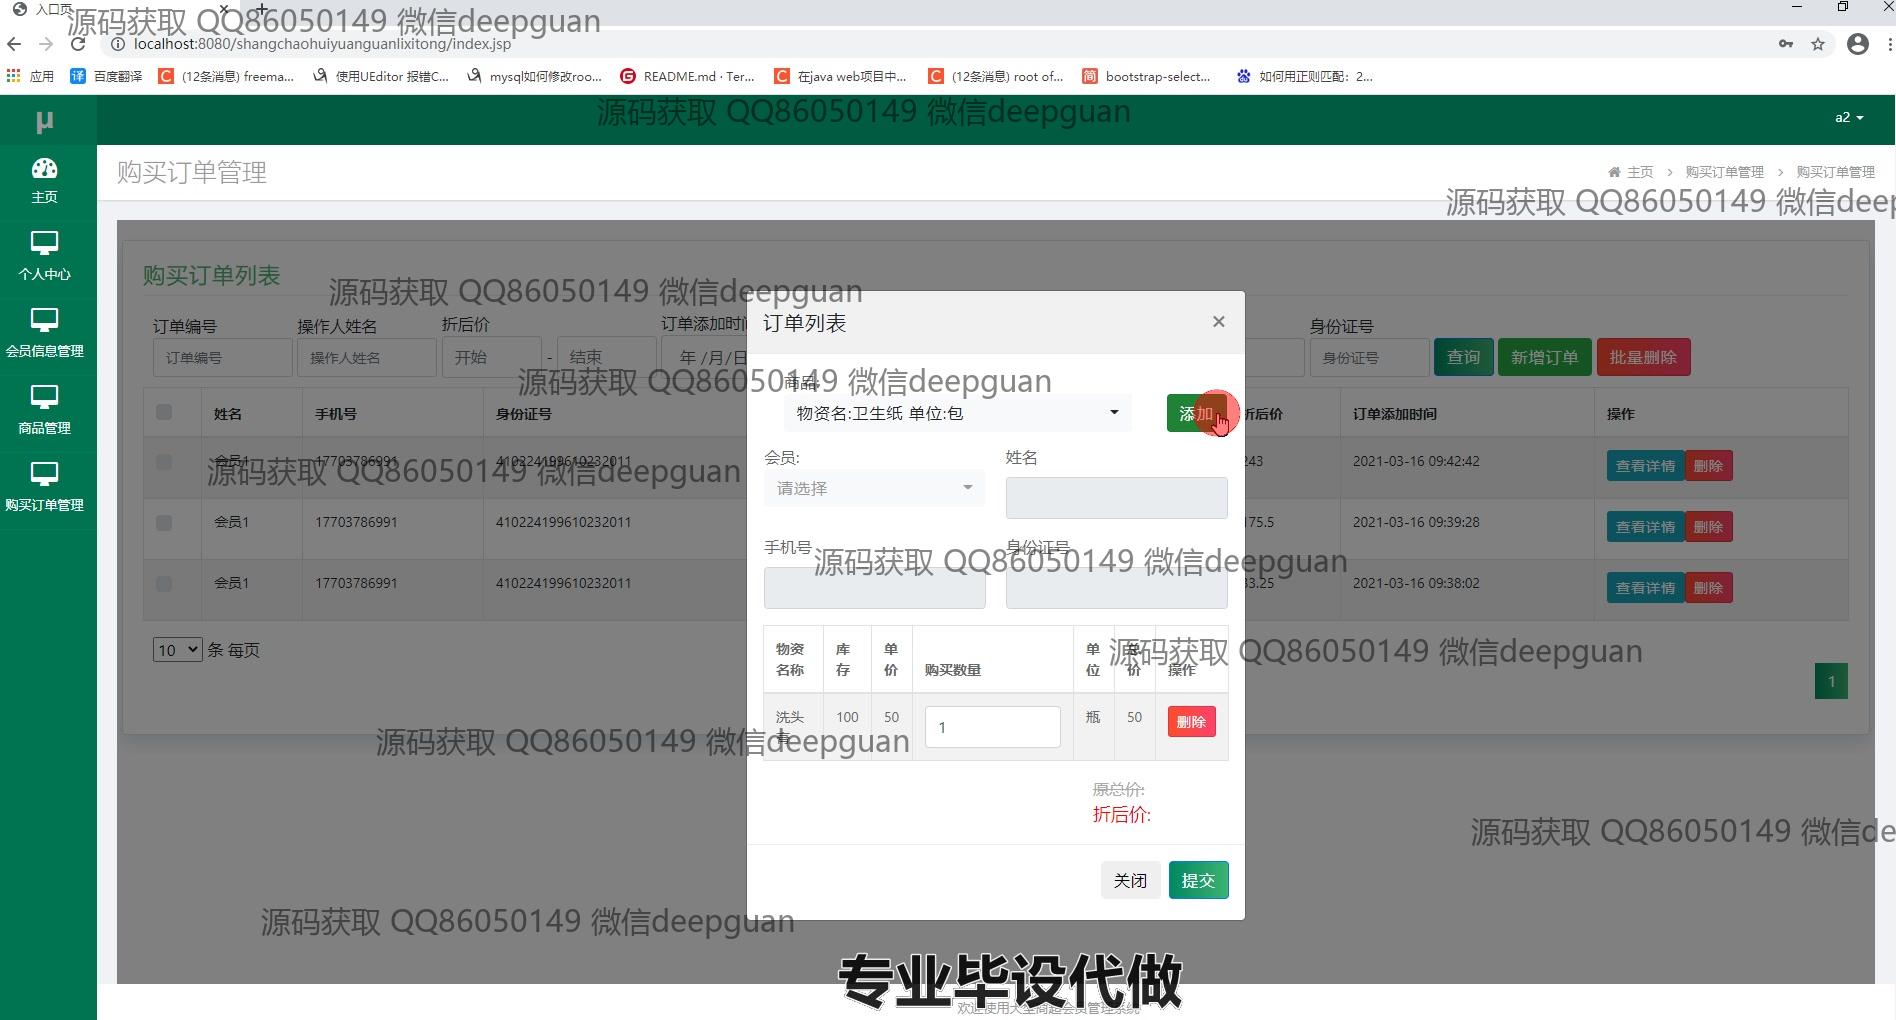 入口页
源码获取 QQ86050149 微信deepguan
localhost:8080/shangchaohuiyuanguanlixitong/index.jsp
应用 百度翻译 (12条消息) freema... 使用UEditor 报错C... mysql如何修改roo... README.md · Ter... 在java web项目中... (12条消息) root of... bootstrap-select... 如何用正则匹配：2...
源码获取 QQ86050149 微信deepguan
μ
a2
主页
个人中心
会员信息管理
商品管理
购买订单管理
购买订单管理
主页 > 购买订单管理 > 购买订单管理
源码获取 QQ86050149 微信deep
购买订单列表
源码获取 QQ86050149 微信deepguan
订单编号 操作人姓名 折后价 订单添加时间 身份证号
订单编号 操作人姓名 开始 - 结束 年 /月/日 身份证号 查询 新增订单 批量删除
源码获取 QQ86050149 微信deepguan
姓名 手机号 身份证号 折后价 订单添加时间 操作
会员1 17703786991 410224199610232011 243 2021-03-16 09:42:42 查看详情 删除
源码获取 QQ86050149 微信deepguan
会员1 17703786991 410224199610232011 175.5 2021-03-16 09:39:28 查看详情 删除
会员1 17703786991 410224199610232011 33.25 2021-03-16 09:38:02 查看详情 删除
10 条 每页
1
订单列表
×
商品:
物资名:卫生纸 单位:包 添加
会员: 姓名
请选择
手机号 身份证号
源码获取 QQ86050149 微信deepguan
物资名称 库存 单价 购买数量 单位 总价 操作
源码获取 QQ86050149 微信deepguan
洗头膏 100 50 1 瓶 50 删除
源码获取 QQ86050149 微信deepguan
原总价:
折后价:
源码获取 QQ86050149 微信de
关闭 提交
源码获取 QQ86050149 微信deepguan
专业毕设代做
欢迎使用大型商超会员管理系统